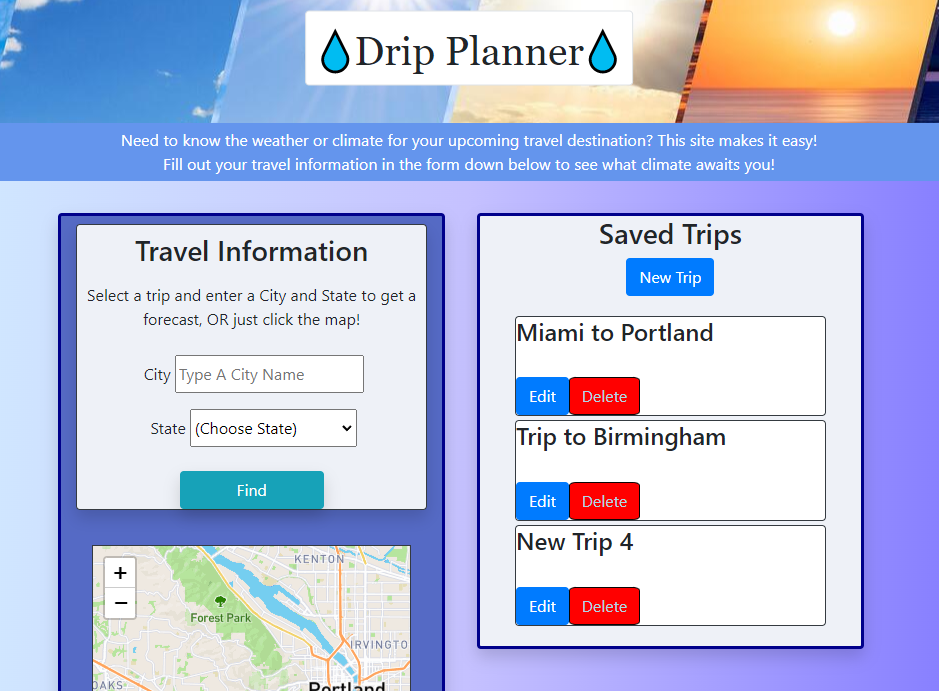 Drip Planner
Need to know the weather or climate for your upcoming travel destination? This site makes it easy!
Fill out your travel information in the form down below to see what climate awaits you!
Travel Information
Select a trip and enter a City and State to get a
forecast, OR just click the map!
City Type A City Name
State (Choose State)
Find
+
−
KENTON
Forest Park
IRVINGTO
OAKS
Portland
Saved Trips
New Trip
Miami to Portland
Edit Delete
Trip to Birmingham
Edit Delete
New Trip 4
Edit Delete